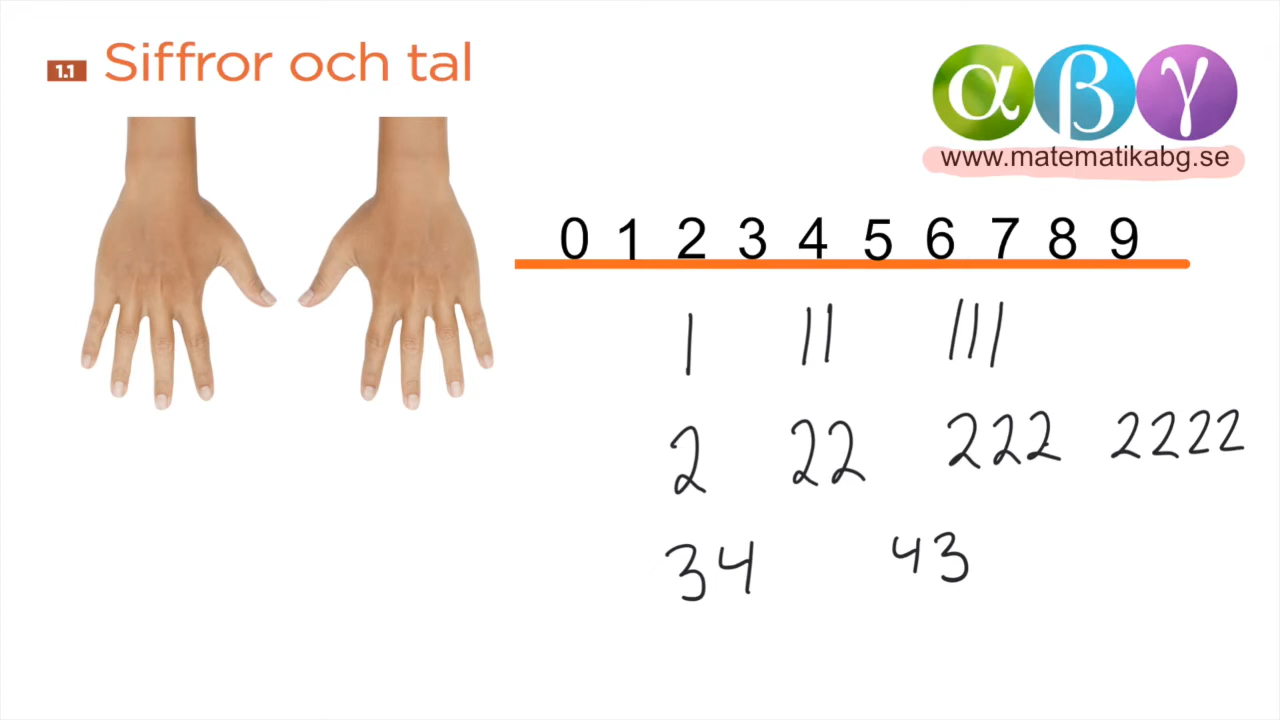 1.1 Siffror och tal
α β γ
www.matematikabg.se
0 1 2 3 4 5 6 7 8 9
1 11 111
2 22 222 2222
34 43